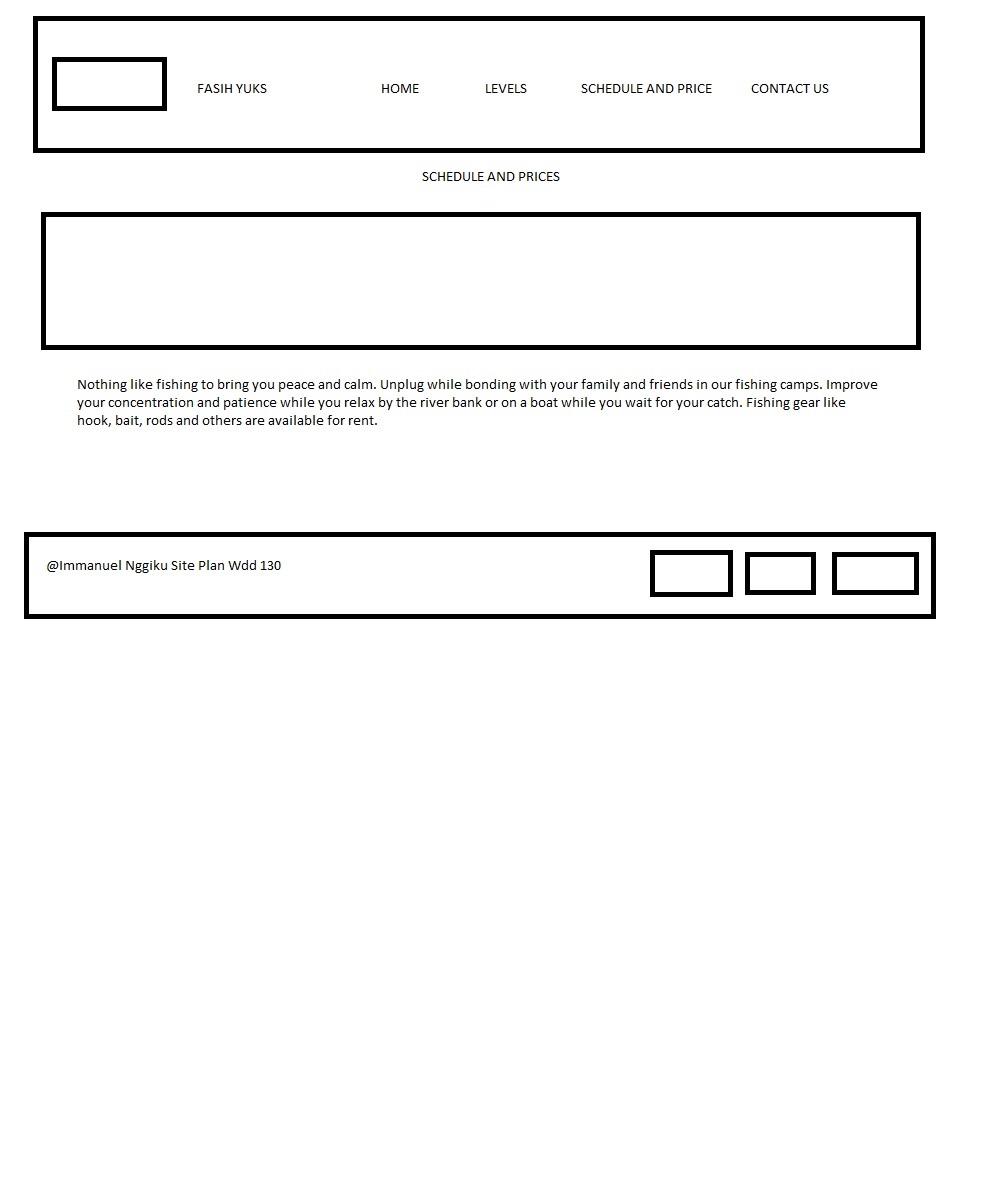 FASIH YUKS HOME LEVELS SCHEDULE AND PRICE CONTACT US
SCHEDULE AND PRICES
Nothing like fishing to bring you peace and calm. Unplug while bonding with your family and friends in our fishing camps. Improve
your concentration and patience while you relax by the river bank or on a boat while you wait for your catch. Fishing gear like
hook, bait, rods and others are available for rent.
@Immanuel Nggiku Site Plan Wdd 130